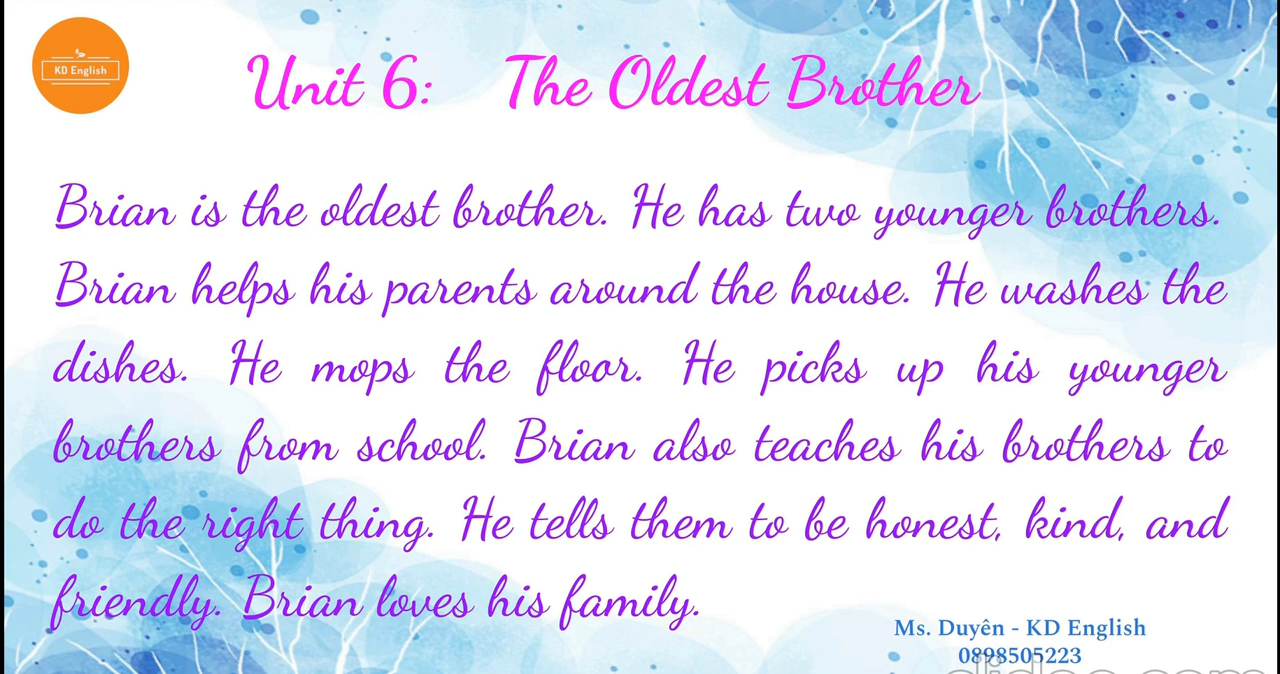 KD English
Unit 6: The Oldest Brother
Brian is the oldest brother. He has two younger brothers.
Brian helps his parents around the house. He washes the
dishes. He mops the floor. He picks up his younger
brothers from school. Brian also teaches his brothers to
do the right thing. He tells them to be honest, kind, and
friendly. Brian loves his family.
Ms. Duyên - KD English
0898505223